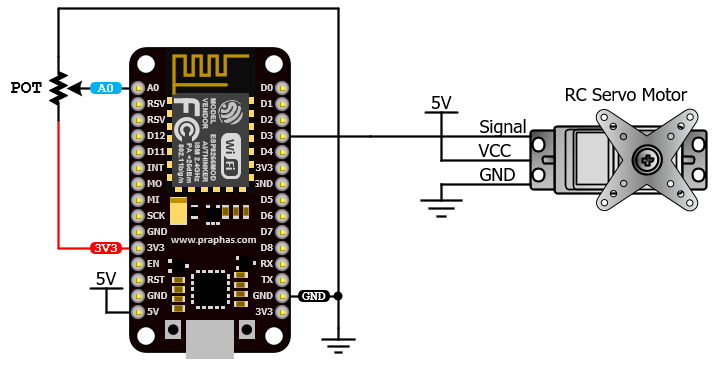 POT
A0
3V3
5V
A0
RSV
RSV
D12
D11
INT
MO
MI
SCK
GND
3V3
EN
RST
GND
5V
MODEL
VENDOR
ESP8266MOD
AI/THINKER
ISM 2.4GHz
PA +25dBm
802.11b/g/n
FC
Wi Fi
www.praphas.com
D0
D1
D2
D3
D4
3V3
GND
D5
D6
D7
D8
RX
TX
GND
3V3
GND
5V
Signal
VCC
GND
RC Servo Motor